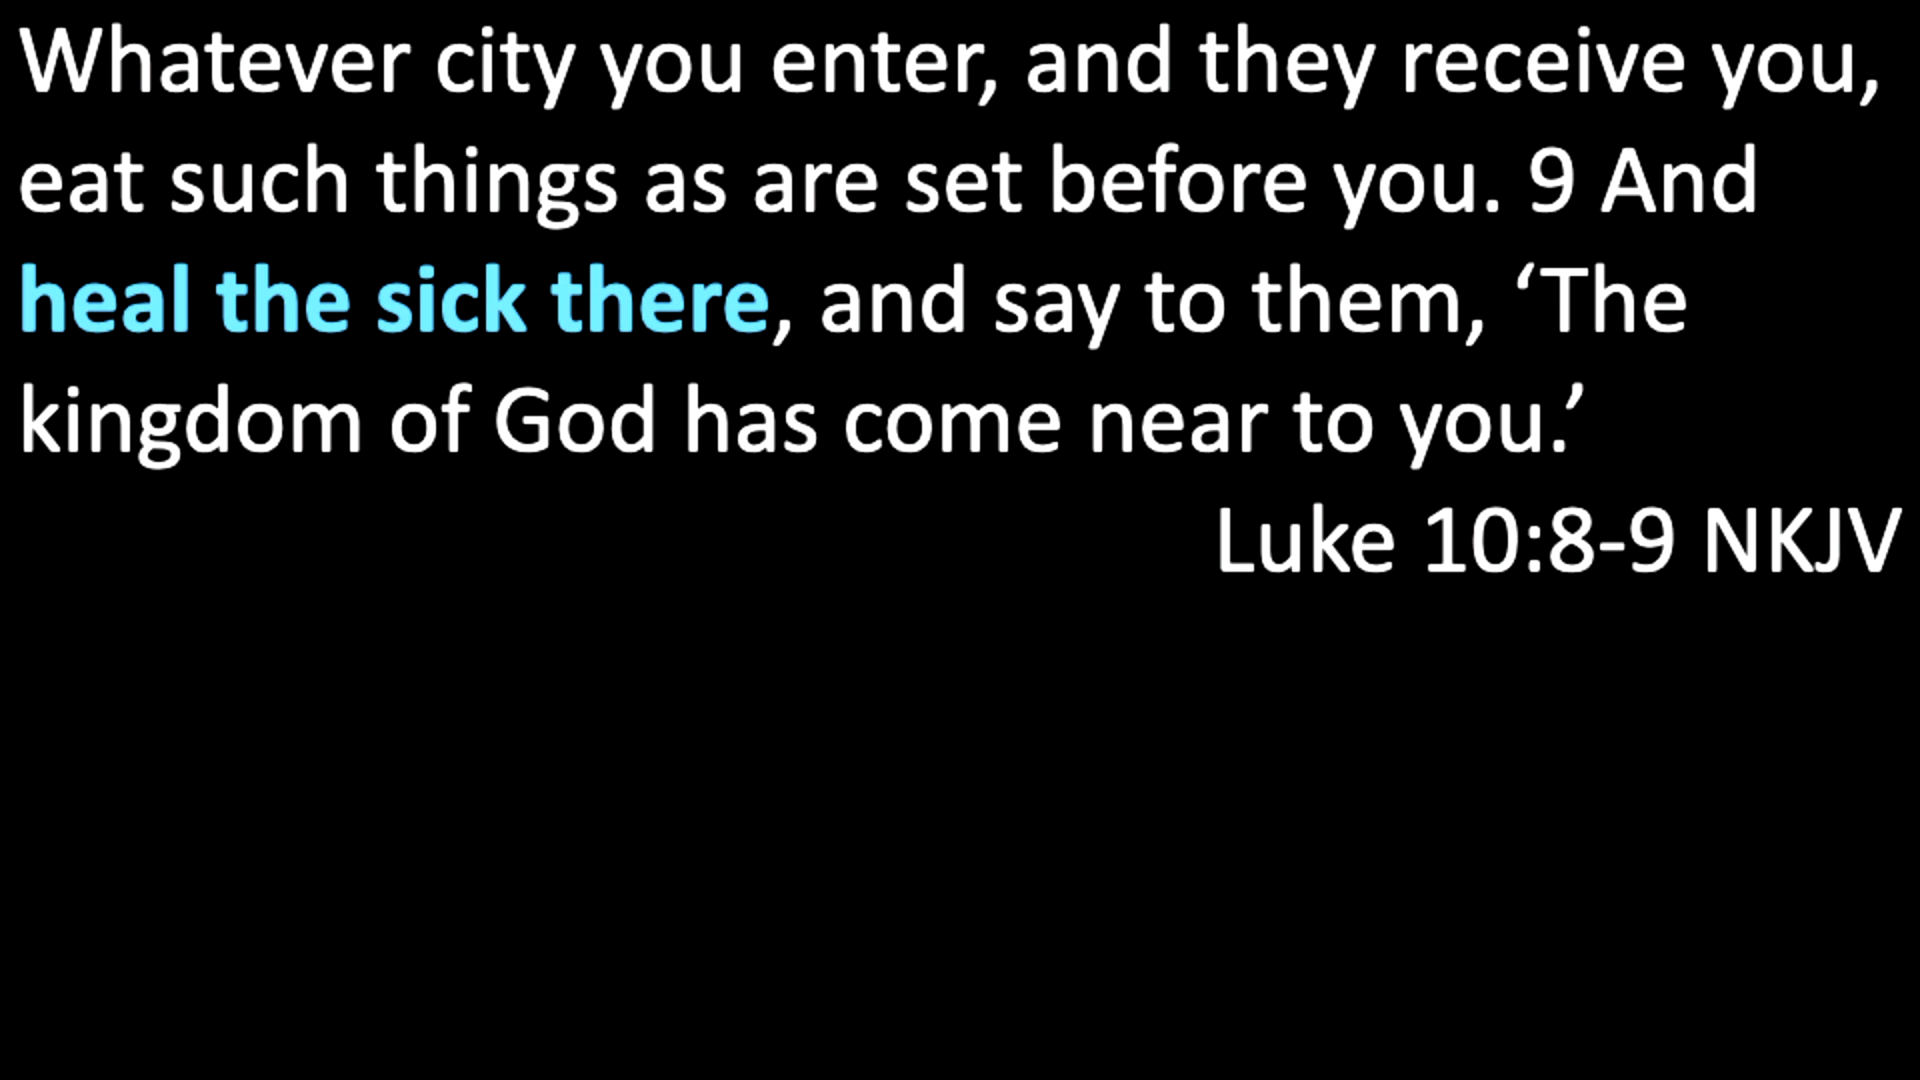 Whatever city you enter, and they receive you,
eat such things as are set before you. 9 And
heal the sick there, and say to them, ‘The
kingdom of God has come near to you.’
Luke 10:8-9 NKJV